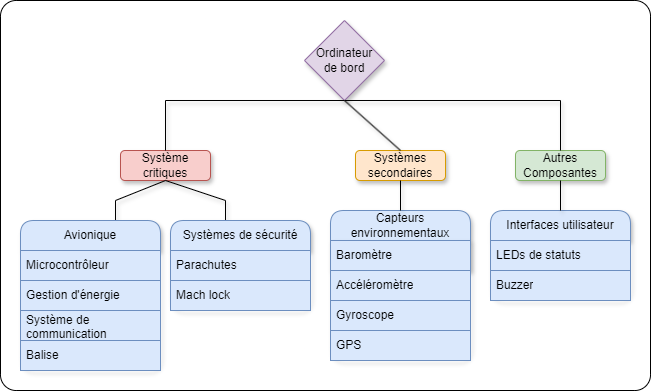 Ordinateur
de bord
Système
critiques
Systèmes
secondaires
Autres
Composantes
Avionique
Microcontrôleur
Gestion d'énergie
Système de
communication
Balise
Systèmes de sécurité
Parachutes
Mach lock
Capteurs
environnementaux
Baromètre
Accéléromètre
Gyroscope
GPS
Interfaces utilisateur
LEDs de statuts
Buzzer